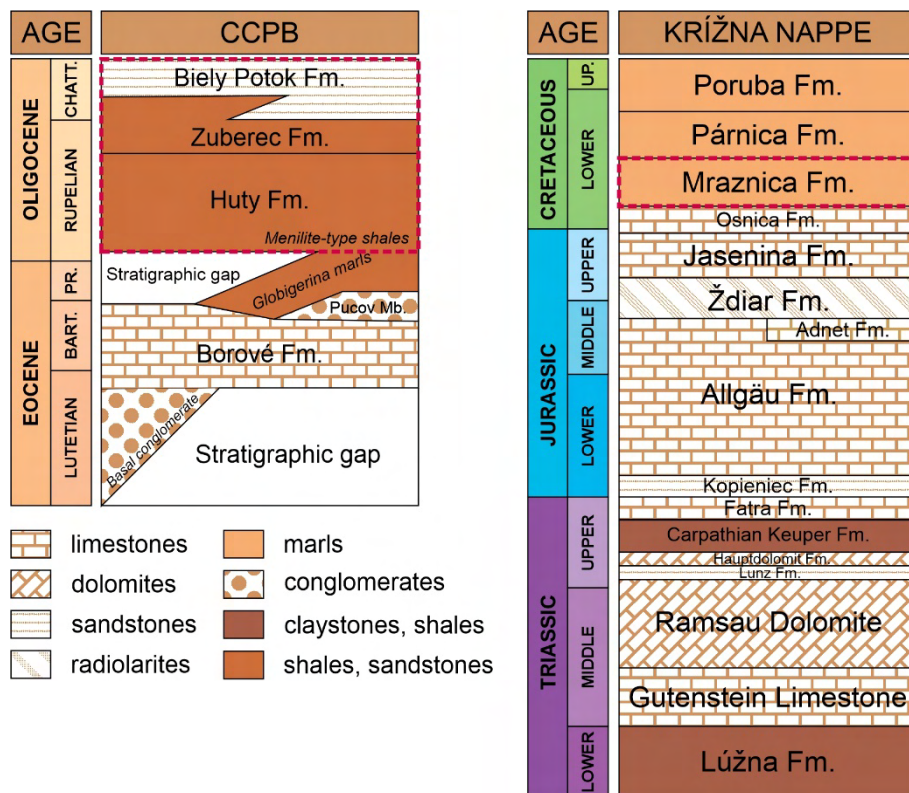 AGE
CCPB
OLIGOCENE
CHATT.
RUPELIAN
EOCENE
PR.
BART.
LUTETIAN
Biely Potok Fm.
Zuberec Fm.
Huty Fm.
Menilite-type shales
Stratigraphic gap
Globigerina marls
Pucov Mb.
Borové Fm.
Basal conglomerate
Stratigraphic gap
limestones
dolomites
sandstones
radiolarites
marls
conglomerates
claystones, shales
shales, sandstones
AGE
KRÍŽNA NAPPE
CRETACEOUS
UP.
LOWER
JURASSIC
UPPER
MIDDLE
LOWER
TRIASSIC
UPPER
MIDDLE
LOWER
Poruba Fm.
Párnica Fm.
Mraznica Fm.
Osnica Fm.
Jasenina Fm.
Ždiar Fm.
Adnet Fm.
Allgäu Fm.
Kopieniec Fm.
Fatra Fm.
Carpathian Keuper Fm.
Hauptdolomit Fm.
Lunz Fm.
Ramsau Dolomite
Gutenstein Limestone
Lúžna Fm.